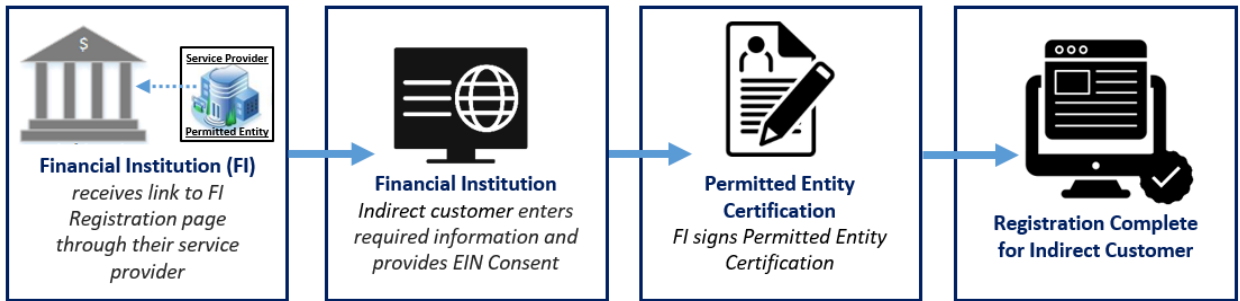 $
Service Provider
Permitted Entity
Financial Institution (FI)
receives link to FI
Registration page
through their service
provider
Financial Institution
Indirect customer enters
required information and
provides EIN Consent
Permitted Entity
Certification
FI signs Permitted Entity
Certification
Registration Complete
for Indirect Customer